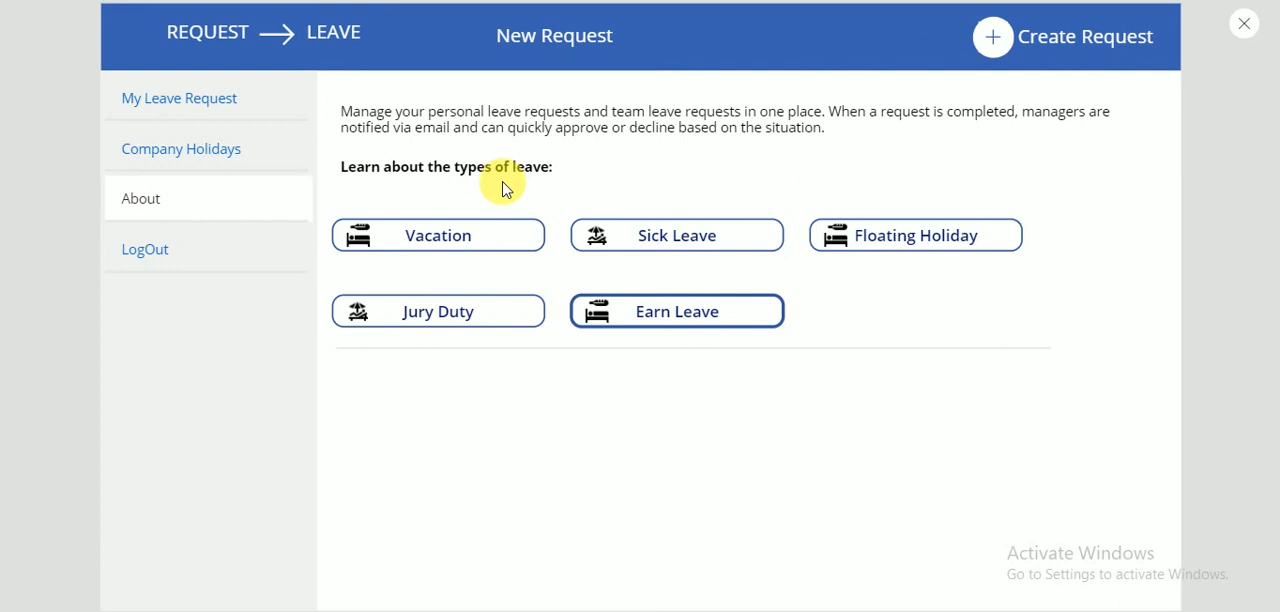 REQUEST → LEAVE
New Request
+ Create Request
My Leave Request
Company Holidays
About
LogOut
Manage your personal leave requests and team leave requests in one place. When a request is completed, managers are
notified via email and can quickly approve or decline based on the situation.
Learn about the types of leave:
Vacation
Sick Leave
Floating Holiday
Jury Duty
Earn Leave
Activate Windows
Go to Settings to activate Windows.